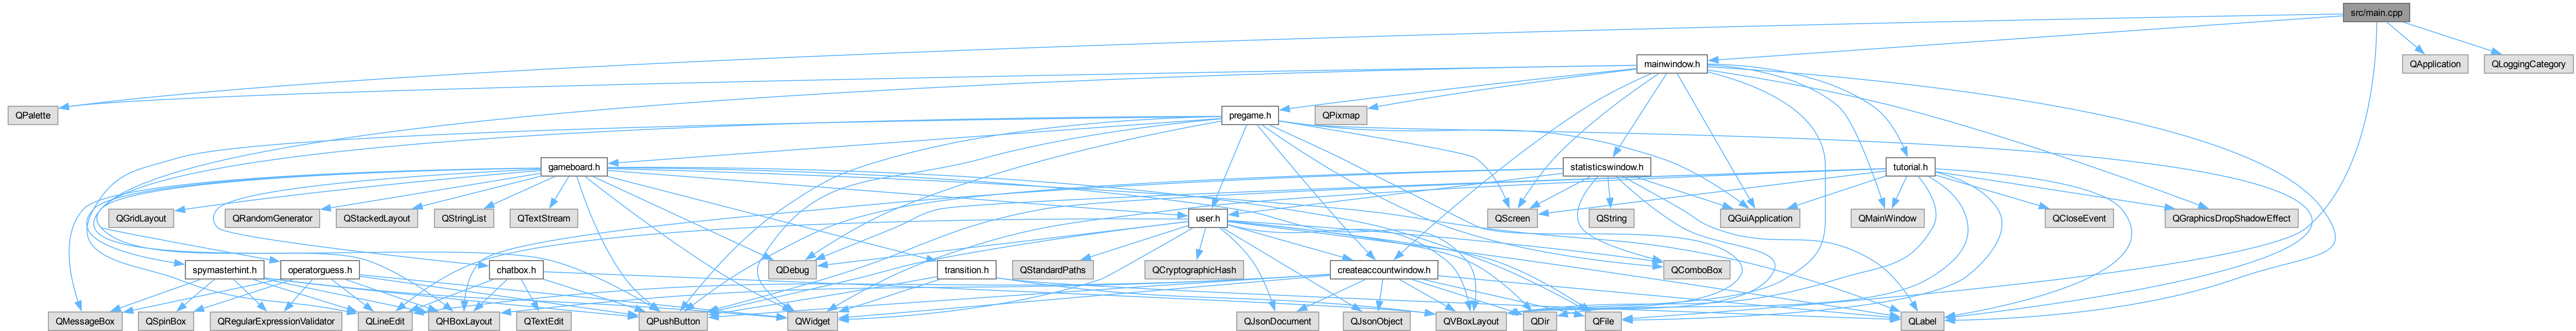 src/main.cpp
mainwindow.h
QApplication
QLoggingCategory
QPalette
pregame.h
QPixmap
gameboard.h
statisticswindow.h
tutorial.h
QGridLayout
QRandomGenerator
QStackedLayout
QStringList
QTextStream
user.h
QScreen
QString
QGuiApplication
QMainWindow
QCloseEvent
QGraphicsDropShadowEffect
spymasterhint.h
operatorguess.h
chatbox.h
QDebug
transition.h
QStandardPaths
QCryptographicHash
createaccountwindow.h
QComboBox
QMessageBox
QSpinBox
QRegularExpressionValidator
QLineEdit
QHBoxLayout
QTextEdit
QPushButton
QWidget
QJsonDocument
QJsonObject
QVBoxLayout
QDir
QFile
QLabel